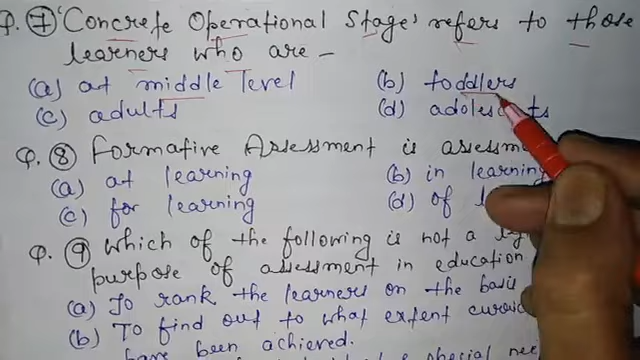 Q. 7 'Concrete Operational Stage' refers to those
learners who are -
(a) at middle level (b) toddlers
(c) adults (d) adolescents
Q. 8 Formative Assessment is
(a) at learning (b) in learning
(c) for learning (d) of
Q. 9 Which of the following is not a
purpose of assessment in education
(a) To rank the learners on the basis
(b) To find out to what extent
have been achieved.
special